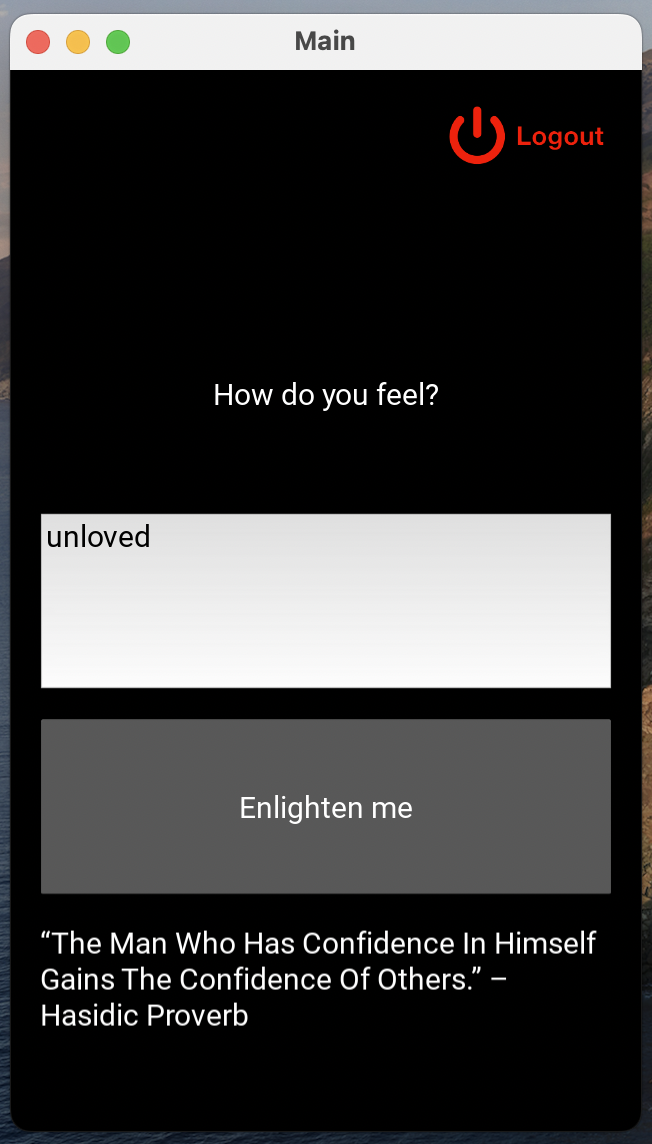 Main
Logout
How do you feel?
unloved
Enlighten me
“The Man Who Has Confidence In Himself
Gains The Confidence Of Others.” –
Hasidic Proverb